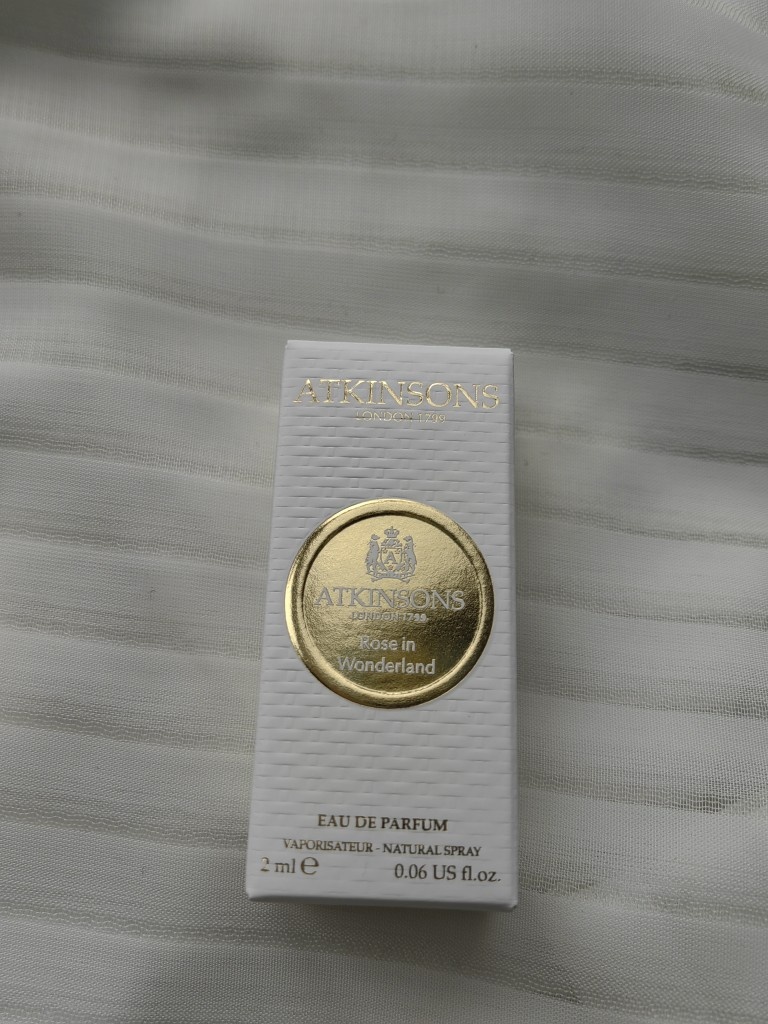 ATKINSONS
LONDON 1799
A
ATKINSONS
LONDON 1799
Rose in
Wonderland
EAU DE PARFUM
VAPORISATEUR - NATURAL SPRAY
2 ml ℮ 0.06 US fl.oz.